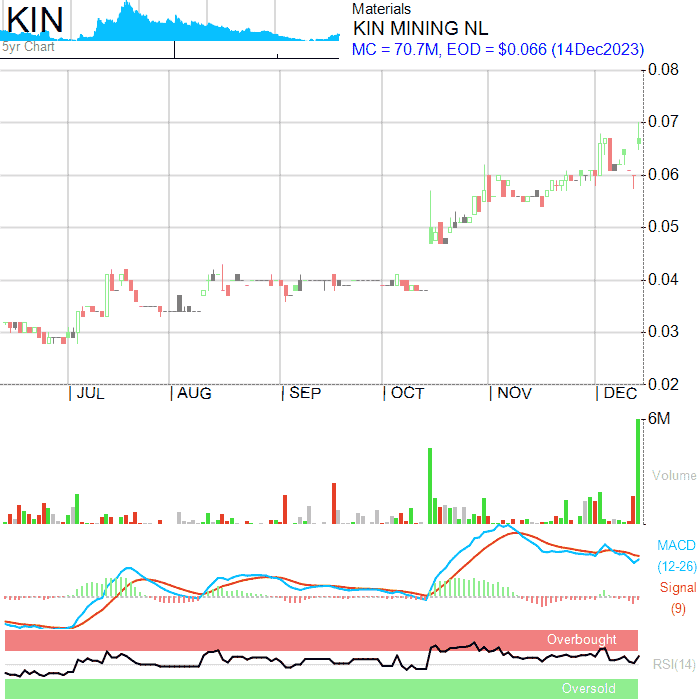 KIN
5yr Chart
Materials
KIN MINING NL
MC = 70.7M, EOD = $0.066 (14Dec2023)
0.08
0.07
0.06
0.05
0.04
0.03
0.02
JUL
AUG
SEP
OCT
NOV
DEC
6M
Volume
MACD
(12-26)
Signal
(9)
Overbought
RSI(14)
Oversold